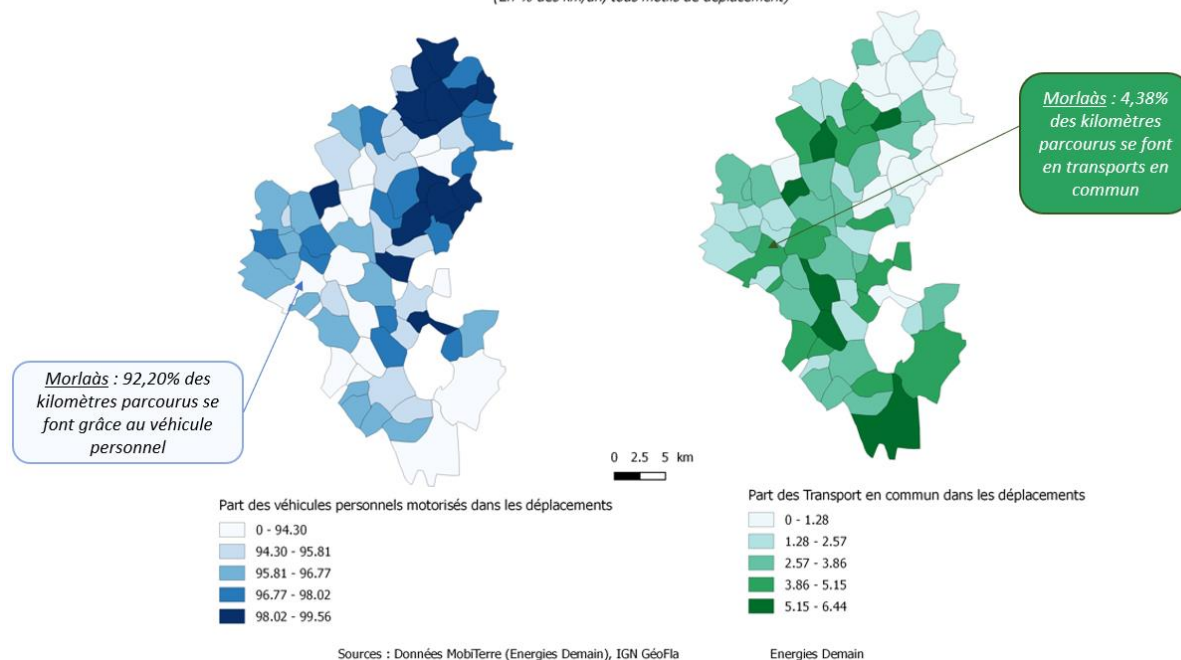 Morlaàs : 4,38%
des kilomètres
parcourus se font
en transports en
commun
Morlaàs : 92,20% des
kilomètres parcourus se
font grâce au véhicule
personnel
0 2.5 5 km
Part des véhicules personnels motorisés dans les déplacements
0 - 94.30
94.30 - 95.81
95.81 - 96.77
96.77 - 98.02
98.02 - 99.56
Part des Transport en commun dans les déplacements
0 - 1.28
1.28 - 2.57
2.57 - 3.86
3.86 - 5.15
5.15 - 6.44
Sources : Données MobiTerre (Energies Demain), IGN GéoFla
Energies Demain